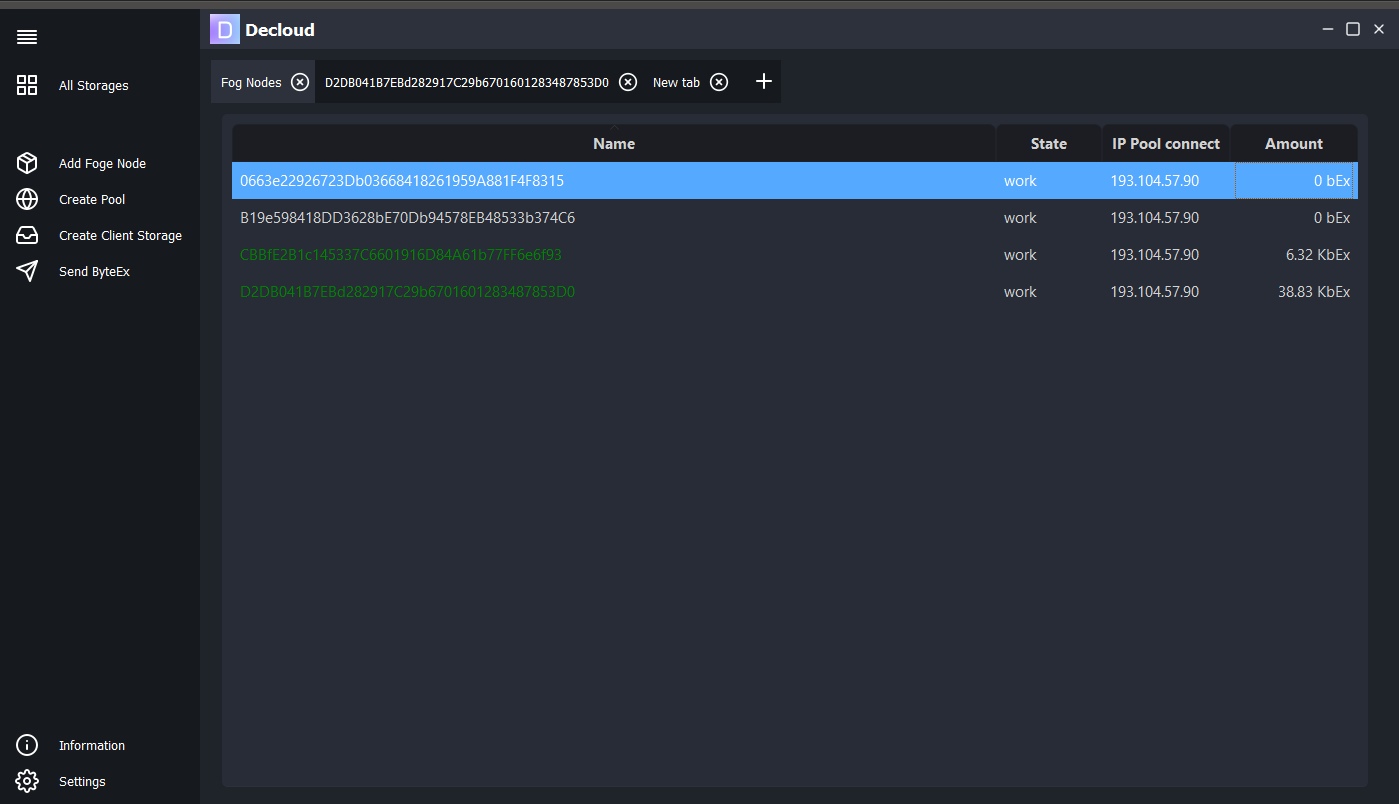 D Decloud
All Storages
Add Foge Node
Create Pool
Create Client Storage
Send ByteEx
Information
Settings
Fog Nodes D2DB041B7EBd282917C29b6701601283487853D0 New tab
Name State IP Pool connect Amount
0663e22926723Db03668418261959A881F4F8315 work 193.104.57.90 0 bEx
B19e598418DD3628bE70Db94578EB48533b374C6 work 193.104.57.90 0 bEx
CBBfE2B1c145337C6601916D84A61b77FF6e6f93 work 193.104.57.90 6.32 KbEx
D2DB041B7EBd282917C29b6701601283487853D0 work 193.104.57.90 38.83 KbEx